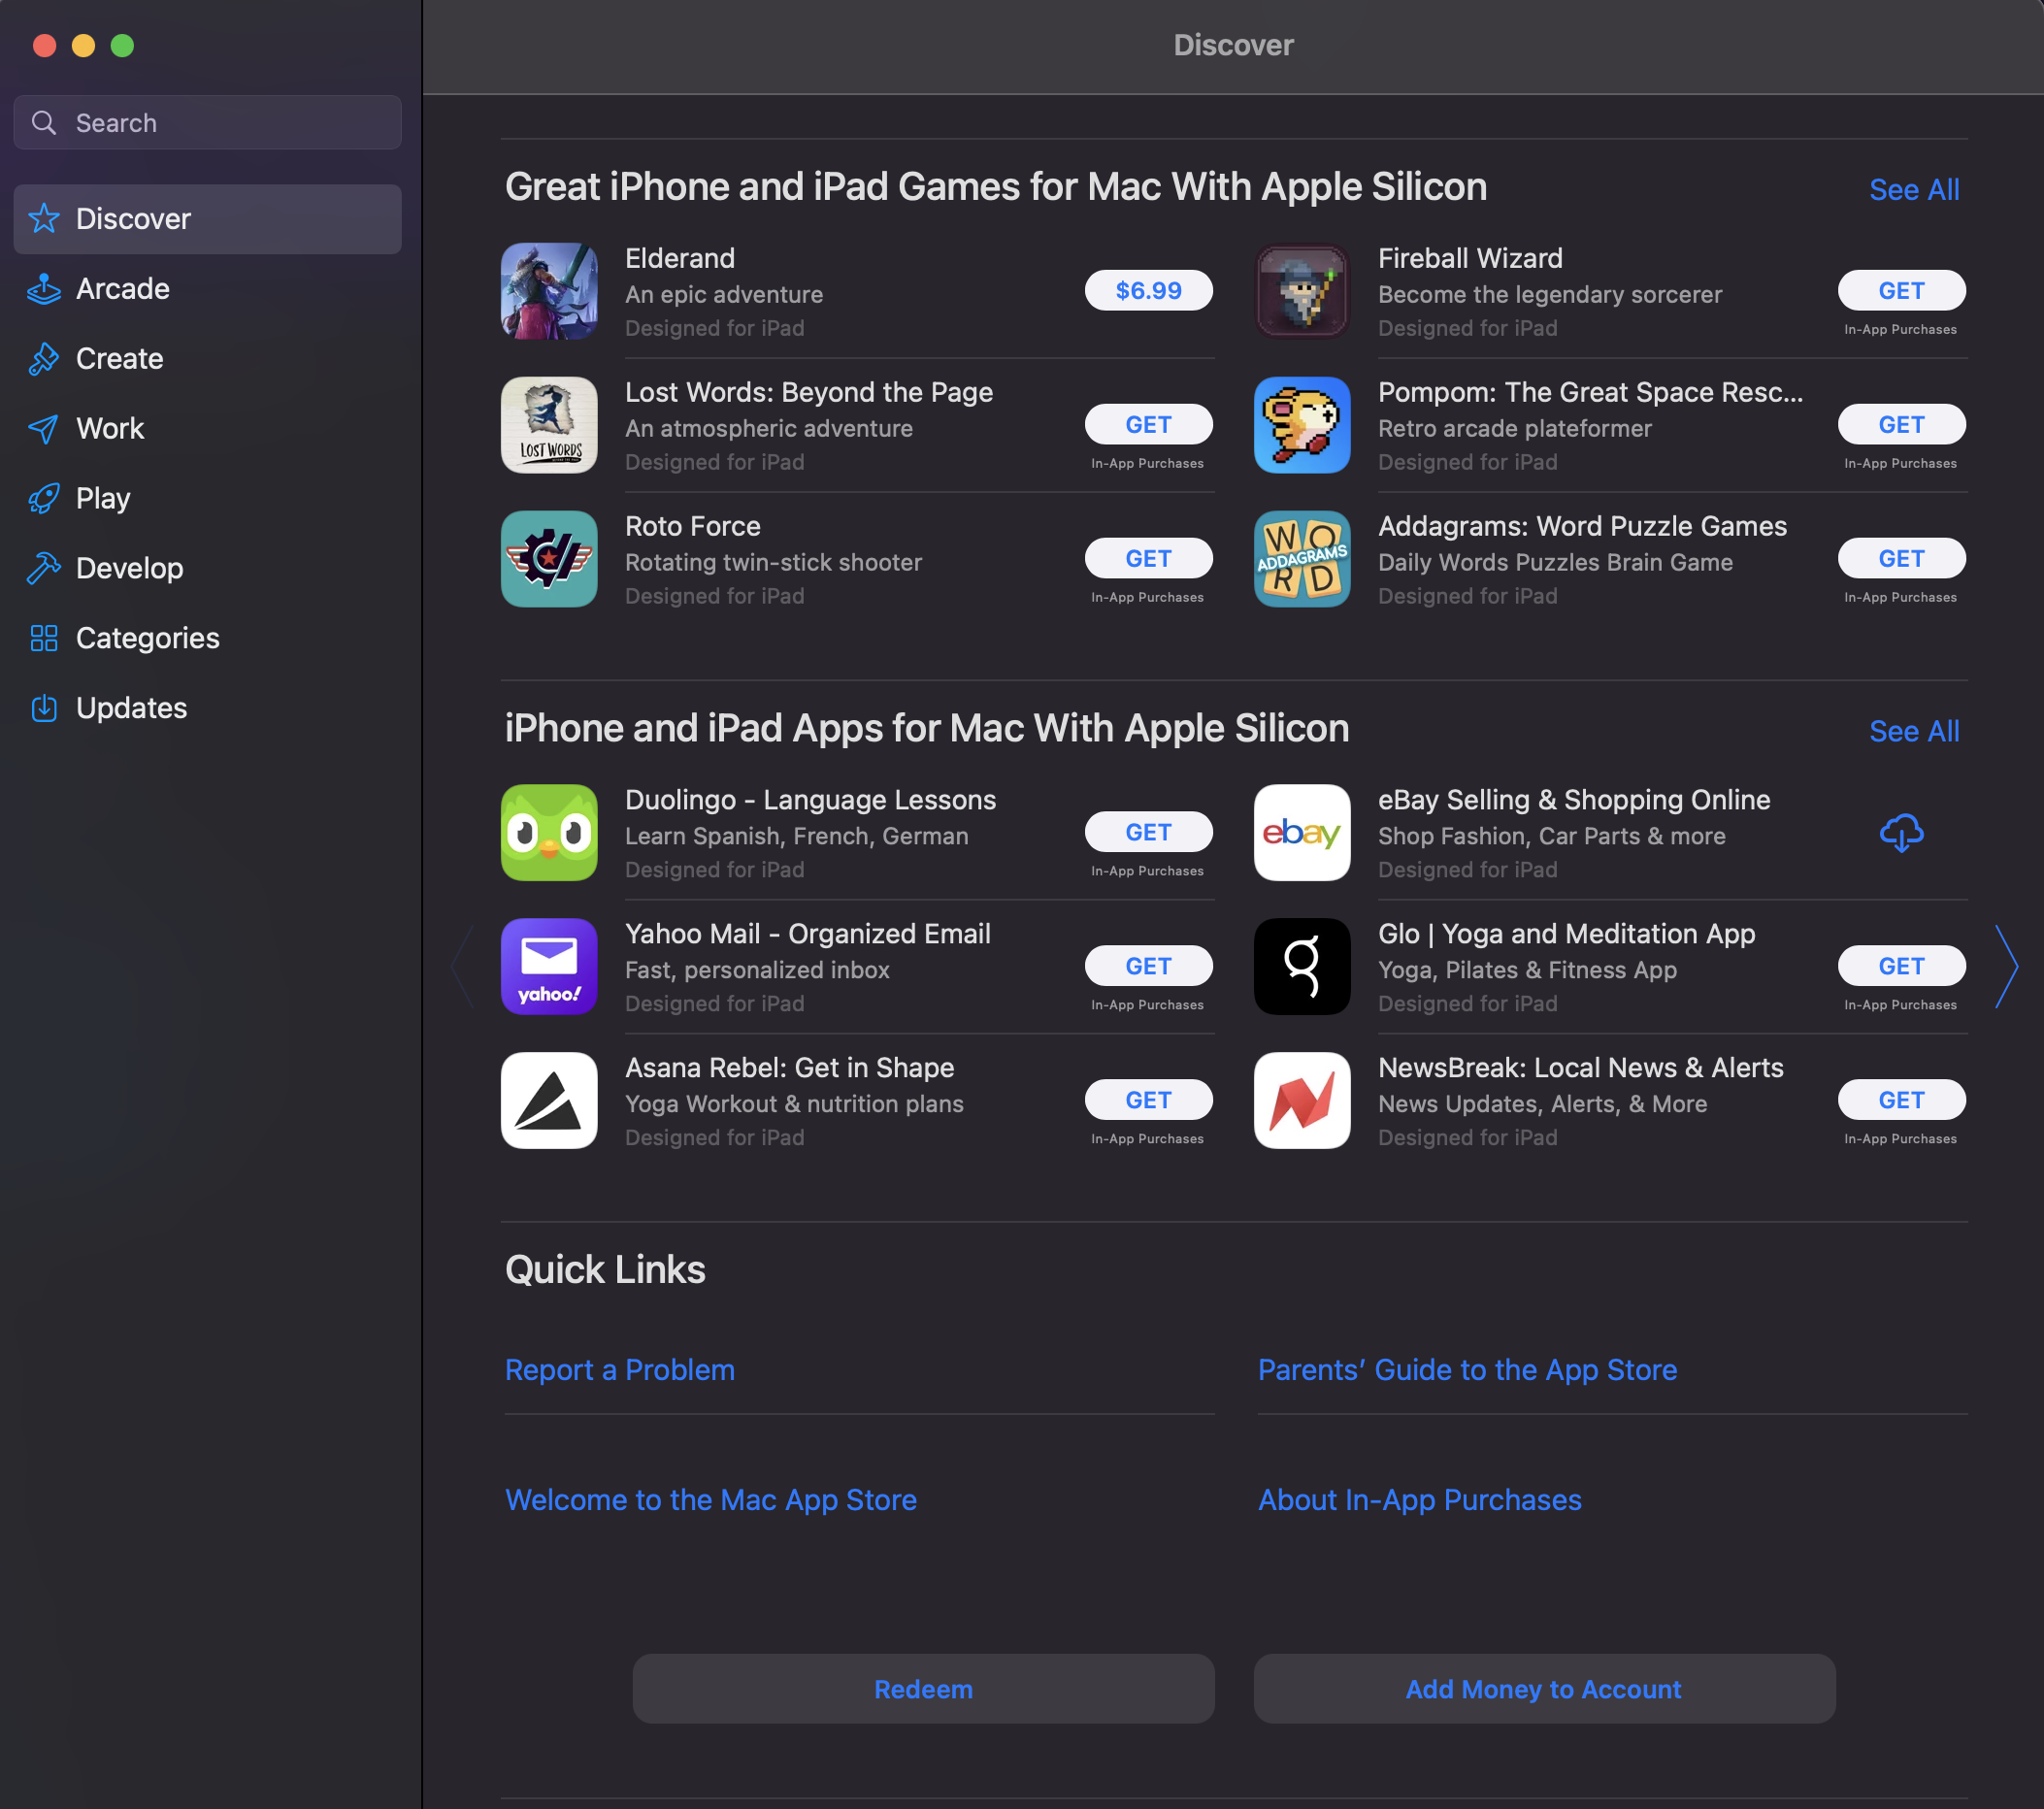 Discover
Search
Discover
Arcade
Create
Work
Play
Develop
Categories
Updates
Great iPhone and iPad Games for Mac With Apple Silicon
See All
Elderand
An epic adventure
Designed for iPad
$6.99
Fireball Wizard
Become the legendary sorcerer
Designed for iPad
GET
In-App Purchases
LOST WORDS
Lost Words: Beyond the Page
An atmospheric adventure
Designed for iPad
GET
In-App Purchases
Pompom: The Great Space Resc...
Retro arcade plateformer
Designed for iPad
GET
In-App Purchases
Roto Force
Rotating twin-stick shooter
Designed for iPad
GET
In-App Purchases
WO
ADDAGRAMS
RD
Addagrams: Word Puzzle Games
Daily Words Puzzles Brain Game
Designed for iPad
GET
In-App Purchases
iPhone and iPad Apps for Mac With Apple Silicon
See All
Duolingo - Language Lessons
Learn Spanish, French, German
Designed for iPad
GET
In-App Purchases
ebay
eBay Selling & Shopping Online
Shop Fashion, Car Parts & more
Designed for iPad
yahoo!
Yahoo Mail - Organized Email
Fast, personalized inbox
Designed for iPad
GET
In-App Purchases
Glo | Yoga and Meditation App
Yoga, Pilates & Fitness App
Designed for iPad
GET
In-App Purchases
Asana Rebel: Get in Shape
Yoga Workout & nutrition plans
Designed for iPad
GET
In-App Purchases
NewsBreak: Local News & Alerts
News Updates, Alerts, & More
Designed for iPad
GET
In-App Purchases
Quick Links
Report a Problem
Parents’ Guide to the App Store
Welcome to the Mac App Store
About In-App Purchases
Redeem
Add Money to Account